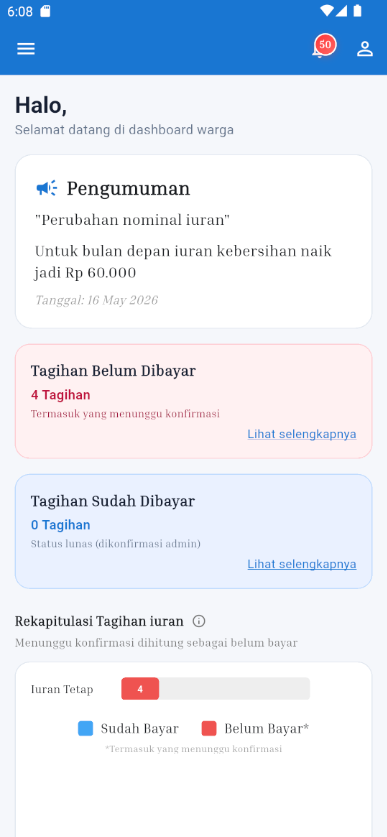 6:08
50
Halo,
Selamat datang di dashboard warga
Pengumuman
"Perubahan nominal iuran"
Untuk bulan depan iuran kebersihan naik
jadi Rp 60.000
Tanggal: 16 May 2026
Tagihan Belum Dibayar
4 Tagihan
Termasuk yang menunggu konfirmasi
Lihat selengkapnya
Tagihan Sudah Dibayar
0 Tagihan
Status lunas (dikonfirmasi admin)
Lihat selengkapnya
Rekapitulasi Tagihan iuran
Menunggu konfirmasi dihitung sebagai belum bayar
Iuran Tetap 4
Sudah Bayar Belum Bayar*
*Termasuk yang menunggu konfirmasi